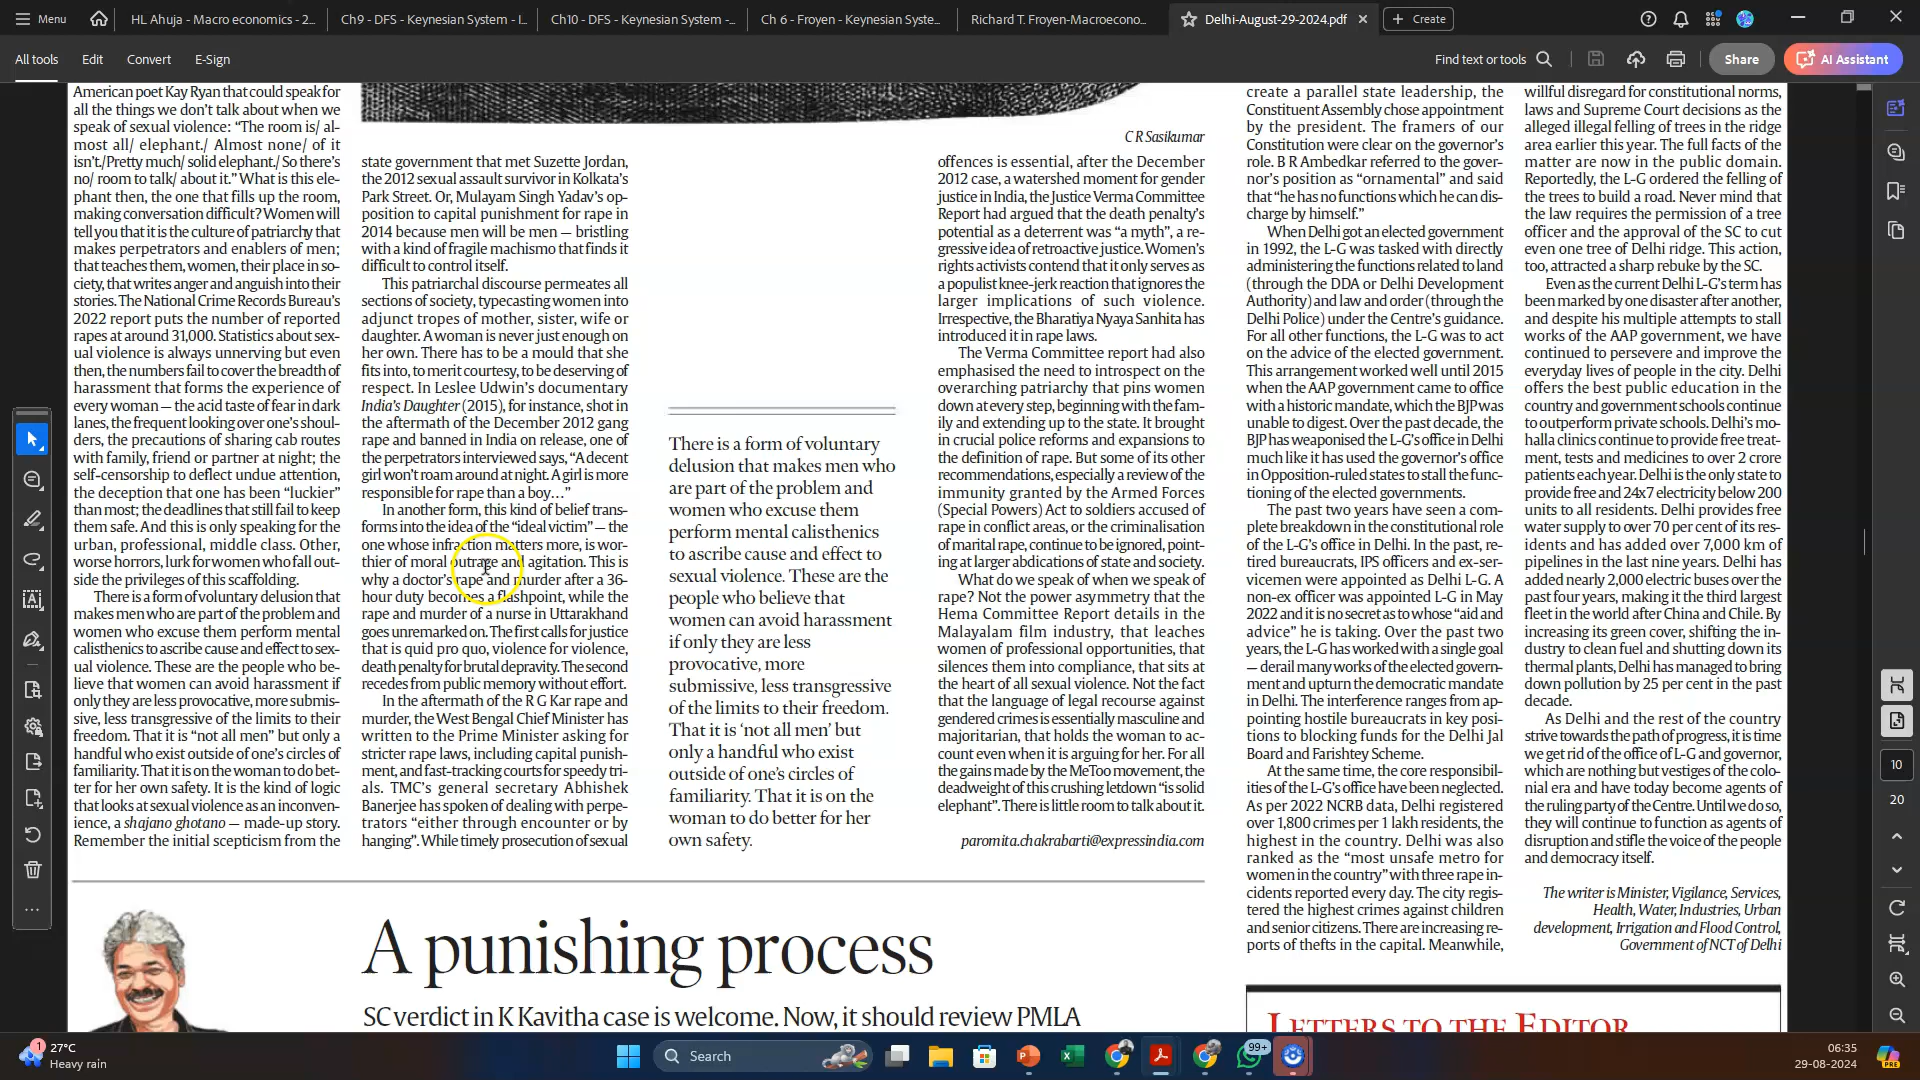 Menu
HL Ahuja - Macro economics - 2...
Ch9 - DFS - Keynesian System - I...
Ch10 - DFS - Keynesian System -...
Ch 6 - Froyen - Keynesian Syste...
Richard T. Froyen-Macroecono...
Delhi-August-29-2024.pdf
Create
All tools
Edit
Convert
E-Sign
Find text or tools
Share
AI Assistant
American poet Kay Ryan that could speak for
all the things we don't talk about when we
speak of sexual violence: “The room is/ al-
most all/ elephant./ Almost none/ of it
isn't./Pretty much/ solid elephant./ So there's
no/ room to talk/ about it.” What is this ele-
phant then, the one that fills up the room,
making conversation difficult? Women will
tell you that it is the culture of patriarchy that
makes perpetrators and enablers of men;
that teaches them, women, their place in so-
ciety, that writes anger and anguish into their
stories. The National Crime Records Bureau's
2022 report puts the number of reported
rapes at around 31,000. Statistics about sex-
ual violence is always unnerving but even
then, the numbers fail to cover the breadth of
harassment that forms the experience of
every woman — the acid taste of fear in dark
lanes, the frequent looking over one's shoul-
ders, the precautions of sharing cab routes
with family, friend or partner at night; the
self-censorship to deflect undue attention,
the deception that one has been “luckier”
than most; the deadlines that still fail to keep
them safe. And this is only speaking for the
urban, professional, middle class. Other,
worse horrors, lurk for women who fall out-
side the privileges of this scaffolding.
There is a form of voluntary delusion that
makes men who are part of the problem and
women who excuse them perform mental
calisthenics to ascribe cause and effect to sex-
ual violence. These are the people who be-
lieve that women can avoid harassment if
only they are less provocative, more submis-
sive, less transgressive of the limits to their
freedom. That it is “not all men” but only a
handful who exist outside of one's circles of
familiarity. That it is on the woman to do bet-
ter for her own safety. It is the kind of logic
that looks at sexual violence as an inconven-
ience, a shajano ghotano — made-up story.
Remember the initial scepticism from the
state government that met Suzette Jordan,
the 2012 sexual assault survivor in Kolkata's
Park Street. Or, Mulayam Singh Yadav's op-
position to capital punishment for rape in
2014 because men will be men — bristling
with a kind of fragile machismo that finds it
difficult to control itself.
This patriarchal discourse permeates all
sections of society, typecasting women into
adjunct tropes of mother, sister, wife or
daughter. A woman is never just enough on
her own. There has to be a mould that she
fits into, to merit courtesy, to be deserving of
respect. In Leslee Udwin's documentary
India's Daughter (2015), for instance, shot in
the aftermath of the December 2012 gang
rape and banned in India on release, one of
the perpetrators interviewed says, “A decent
girl won't roam around at night. A girl is more
responsible for rape than a boy…”
In another form, this kind of belief trans-
forms into the idea of the “ideal victim” — the
one whose infraction matters more, is wor-
thier of moral outrage and agitation. This is
why a doctor's rape and murder after a 36-
hour duty becomes a flashpoint, while the
rape and murder of a nurse in Uttarakhand
goes unremarked on. The first calls for justice
that is quid pro quo, violence for violence,
death penalty for brutal depravity. The second
recedes from public memory without effort.
In the aftermath of the R G Kar rape and
murder, the West Bengal Chief Minister has
written to the Prime Minister asking for
stricter rape laws, including capital punish-
ment, and fast-tracking courts for speedy tri-
als. TMC's general secretary Abhishek
Banerjee has spoken of dealing with perpe-
trators “either through encounter or by
hanging”. While timely prosecution of sexual
There is a form of voluntary
delusion that makes men who
are part of the problem and
women who excuse them
perform mental calisthenics
to ascribe cause and effect to
sexual violence. These are the
people who believe that
women can avoid harassment
if only they are less
provocative, more
submissive, less transgressive
of the limits to their freedom.
That it is ‘not all men’ but
only a handful who exist
outside of one's circles of
familiarity. That it is on the
woman to do better for her
own safety.
C R Sasikumar
offences is essential, after the December
2012 case, a watershed moment for gender
justice in India, the Justice Verma Committee
Report had argued that the death penalty's
potential as a deterrent was “a myth”, a re-
gressive idea of retroactive justice. Women's
rights activists contend that it only serves as
a populist knee-jerk reaction that ignores the
larger implications of such violence.
Irrespective, the Bharatiya Nyaya Sanhita has
introduced it in rape laws.
The Verma Committee report had also
emphasised the need to introspect on the
overarching patriarchy that pins women
down at every step, beginning with the fam-
ily and extending up to the state. It brought
in crucial police reforms and expansions to
the definition of rape. But some of its other
recommendations, especially a review of the
immunity granted by the Armed Forces
(Special Powers) Act to soldiers accused of
rape in conflict areas, or the criminalisation
of marital rape, continue to be ignored, point-
ing at larger abdications of state and society.
What do we speak of when we speak of
rape? Not the power asymmetry that the
Hema Committee Report details in the
Malayalam film industry, that leaches
women of professional opportunities, that
silences them into compliance, that sits at
the heart of all sexual violence. Not the fact
that the language of legal recourse against
gendered crimes is essentially masculine and
majoritarian, that holds the woman to ac-
count even when it is arguing for her. For all
the gains made by the MeToo movement, the
deadweight of this crushing letdown “is solid
elephant”. There is little room to talk about it.
paromita.chakrabarti@expressindia.com
create a parallel state leadership, the
Constituent Assembly chose appointment
by the president. The framers of our
Constitution were clear on the governor's
role. B R Ambedkar referred to the gover-
nor's position as “ornamental” and said
that “he has no functions which he can dis-
charge by himself.”
When Delhi got an elected government
in 1992, the L-G was tasked with directly
administering the functions related to land
(through the DDA or Delhi Development
Authority) and law and order (through the
Delhi Police) under the Centre's guidance.
For all other functions, the L-G was to act
on the advice of the elected government.
This arrangement worked well until 2015
when the AAP government came to office
with a historic mandate, which the BJP was
unable to digest. Over the past decade, the
BJP has weaponised the L-G's office in Delhi
much like it has used the governor's office
in Opposition-ruled states to stall the func-
tioning of the elected governments.
The past two years have seen a com-
plete breakdown in the constitutional role
of the L-G's office in Delhi. In the past, re-
tired bureaucrats, IPS officers and ex-ser-
vicemen were appointed as Delhi L-G. A
non-ex officer was appointed L-G in May
2022 and it is no secret as to whose “aid and
advice” he is taking. Over the past two
years, the L-G has worked with a single goal
— derail many works of the elected govern-
ment and upturn the democratic mandate
in Delhi. The interference ranges from ap-
pointing hostile bureaucrats in key posi-
tions to blocking funds for the Delhi Jal
Board and Farishtey Scheme.
At the same time, the core responsibil-
ities of the L-G's office have been neglected.
As per 2022 NCRB data, Delhi registered
over 1,800 crimes per 1 lakh residents, the
highest in the country. Delhi was also
ranked as the “most unsafe metro for
women in the country” with three rape in-
cidents reported every day. The city regis-
tered the highest crimes against children
and senior citizens. There are increasing re-
ports of thefts in the capital. Meanwhile,
willful disregard for constitutional norms,
laws and Supreme Court decisions as the
alleged illegal felling of trees in the ridge
area earlier this year. The full facts of the
matter are now in the public domain.
Reportedly, the L-G ordered the felling of
the trees to build a road. Never mind that
the law requires the permission of a tree
officer and the approval of the SC to cut
even one tree of Delhi ridge. This action,
too, attracted a sharp rebuke by the SC.
Even as the current Delhi L-G's term has
been marked by one disaster after another,
and despite his multiple attempts to stall
works of the AAP government, we have
continued to persevere and improve the
everyday lives of people in the city. Delhi
offers the best public education in the
country and government schools continue
to outperform private schools. Delhi's mo-
halla clinics continue to provide free treat-
ment, tests and medicines to over 2 crore
patients each year. Delhi is the only state to
provide free and 24x7 electricity below 200
units to all residents. Delhi provides free
water supply to over 70 per cent of its res-
idents and has added over 7,000 km of
pipelines in the last nine years. Delhi has
added nearly 2,000 electric buses over the
past four years, making it the third largest
fleet in the world after China and Chile. By
increasing its green cover, shifting the in-
dustry to clean fuel and shutting down its
thermal plants, Delhi has managed to bring
down pollution by 25 per cent in the past
decade.
As Delhi and the rest of the country
strive towards the path of progress, it is time
we get rid of the office of L-G and governor,
which are nothing but vestiges of the colo-
nial era and have today become agents of
the ruling party of the Centre. Until we do so,
they will continue to function as agents of
disruption and stifle the voice of the people
and democracy itself.
The writer is Minister, Vigilance, Services,
Health, Water, Industries, Urban
development, Irrigation and Flood Control,
Government of NCT of Delhi
A punishing process
SC verdict in K Kavitha case is welcome. Now, it should review PMLA
LETTERS TO THE EDITOR
10
20
1
27°C
Heavy rain
Search
99+
06:35
29-08-2024
PRE